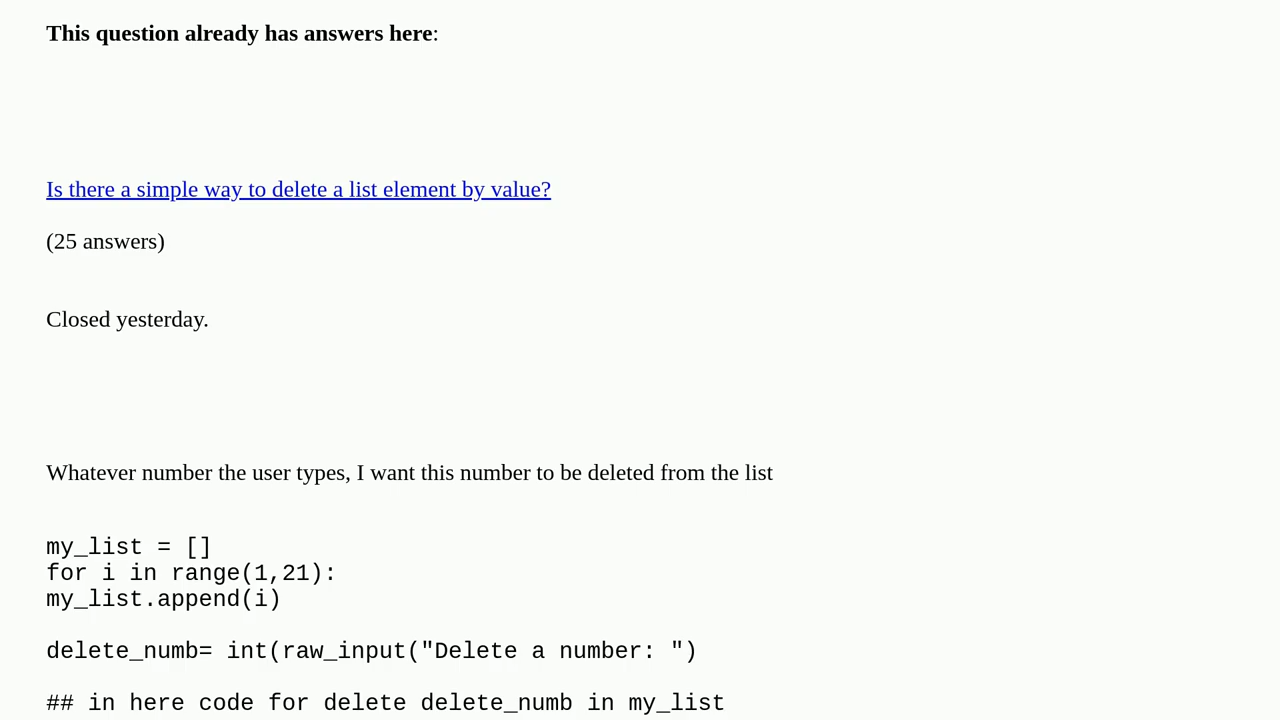 This question already has answers here:
Is there a simple way to delete a list element by value?
(25 answers)
Closed yesterday.
Whatever number the user types, I want this number to be deleted from the list
my_list = []
for i in range(1,21):
my_list.append(i)
delete_numb= int(raw_input("Delete a number: ")
## in here code for delete delete_numb in my_list